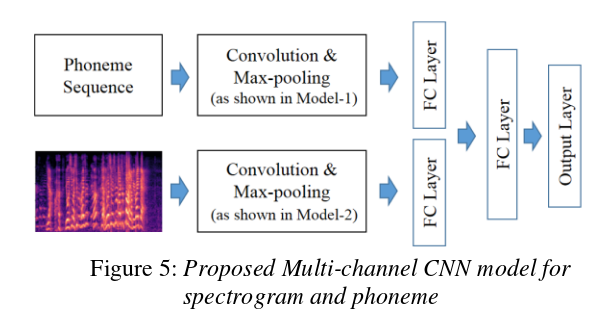 Phoneme
Sequence
Convolution &
Max-pooling
(as shown in Model-1)
FC Layer
Convolution &
Max-pooling
(as shown in Model-2)
FC Layer
FC Layer
Output Layer
Figure 5: Proposed Multi-channel CNN model for
spectrogram and phoneme